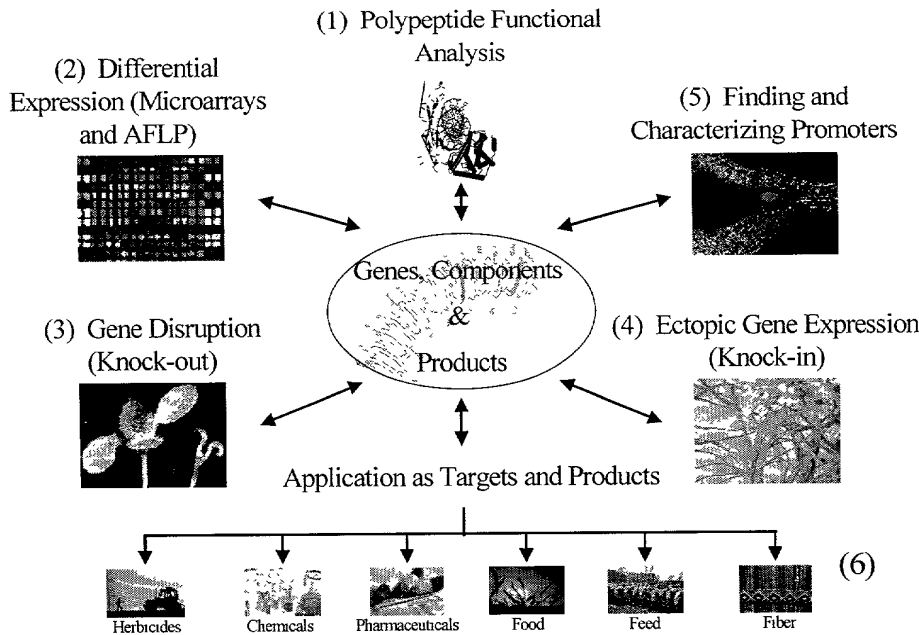 (1) Polypeptide Functional
Analysis
(2) Differential
Expression (Microarrays
and AFLP)
(5) Finding and
Characterizing Promoters
Genes, Components
&
Products
(3) Gene Disruption
(Knock-out)
(4) Ectopic Gene Expression
(Knock-in)
Application as Targets and Products
(6)
Herbicides
Chemicals
Pharmaceuticals
Food
Feed
Fiber